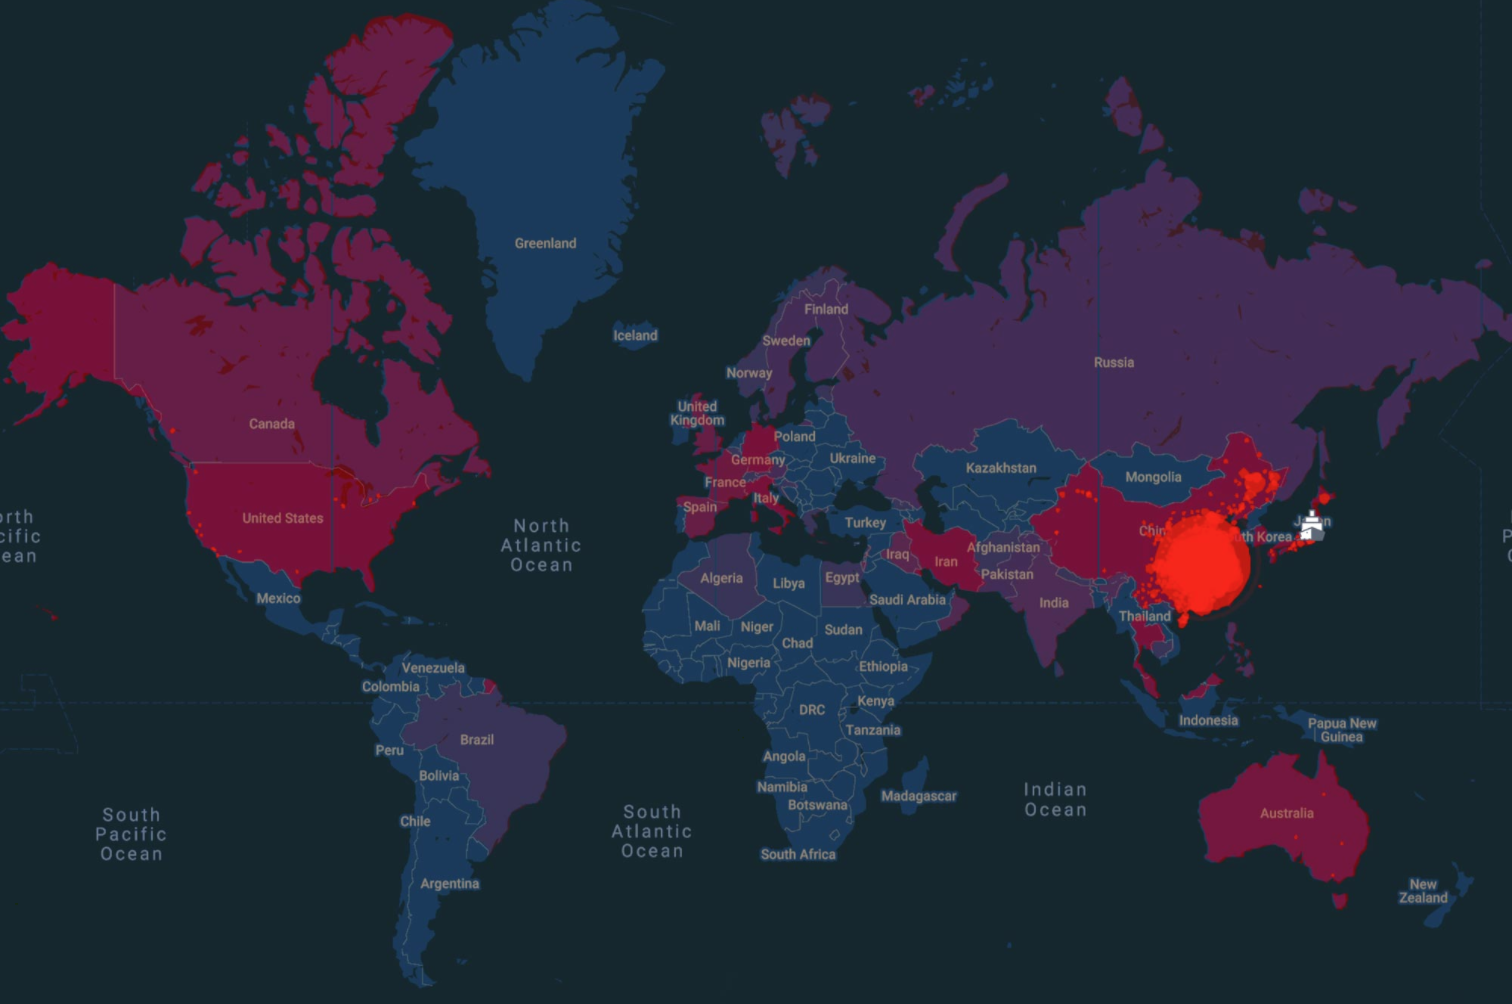 Greenland
Iceland
Finland
Sweden
Norway
Russia
United
Kingdom
Canada
Poland
Germany
Ukraine
Kazakhstan
Mongolia
France
Italy
Spain
United States
Turkey
North
Atlantic
Ocean
orth
cific
ean
Chin
th Korea
Iraq
Iran
Afghanistan
Pakistan
Algeria
Libya
Egypt
Saudi Arabia
India
Mexico
Thailand
Mali
Niger
Chad
Sudan
Nigeria
Ethiopia
Venezuela
Colombia
DRC
Kenya
Tanzania
Indonesia
Papua New
Guinea
Brazil
Peru
Bolivia
Angola
Namibia
Botswana
Madagascar
Indian
Ocean
Chile
South
Pacific
Ocean
South
Atlantic
Ocean
Australia
South Africa
Argentina
New
Zealand